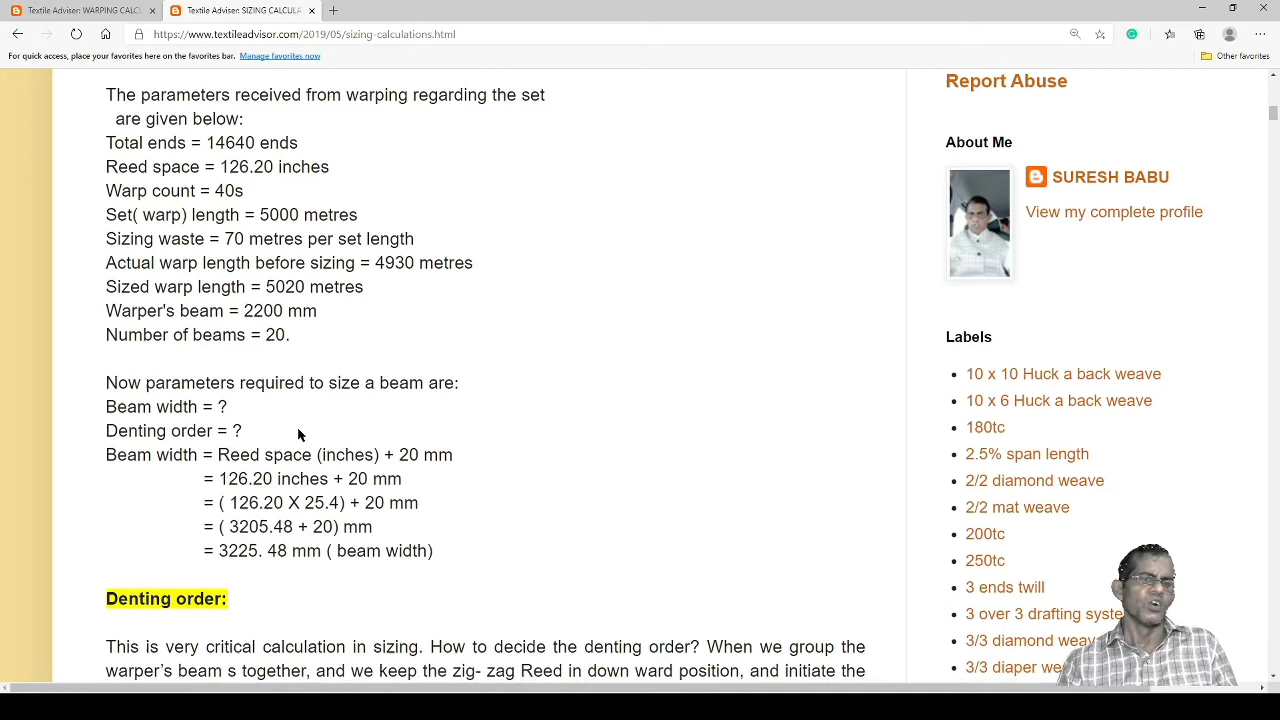 Textile Adviser: WARPING CALCU
Textile Adviser: SIZING CALCULA
https://www.textileadvisor.com/2019/05/sizing-calculations.html
For quick access, place your favorites here on the favorites bar. Manage favorites now
Other favorites
The parameters received from warping regarding the set
are given below:
Total ends = 14640 ends
Reed space = 126.20 inches
Warp count = 40s
Set( warp) length = 5000 metres
Sizing waste = 70 metres per set length
Actual warp length before sizing = 4930 metres
Sized warp length = 5020 metres
Warper's beam = 2200 mm
Number of beams = 20.
Now parameters required to size a beam are:
Beam width = ?
Denting order = ?
Beam width = Reed space (inches) + 20 mm
= 126.20 inches + 20 mm
= ( 126.20 X 25.4) + 20 mm
= ( 3205.48 + 20) mm
= 3225. 48 mm ( beam width)
Denting order:
This is very critical calculation in sizing. How to decide the denting order? When we group the
warper’s beam s together, and we keep the zig- zag Reed in down ward position, and initiate the
Report Abuse
About Me
SURESH BABU
View my complete profile
Labels
10 x 10 Huck a back weave
10 x 6 Huck a back weave
180tc
2.5% span length
2/2 diamond weave
2/2 mat weave
200tc
250tc
3 ends twill
3 over 3 drafting syste
3/3 diamond weav
3/3 diaper we